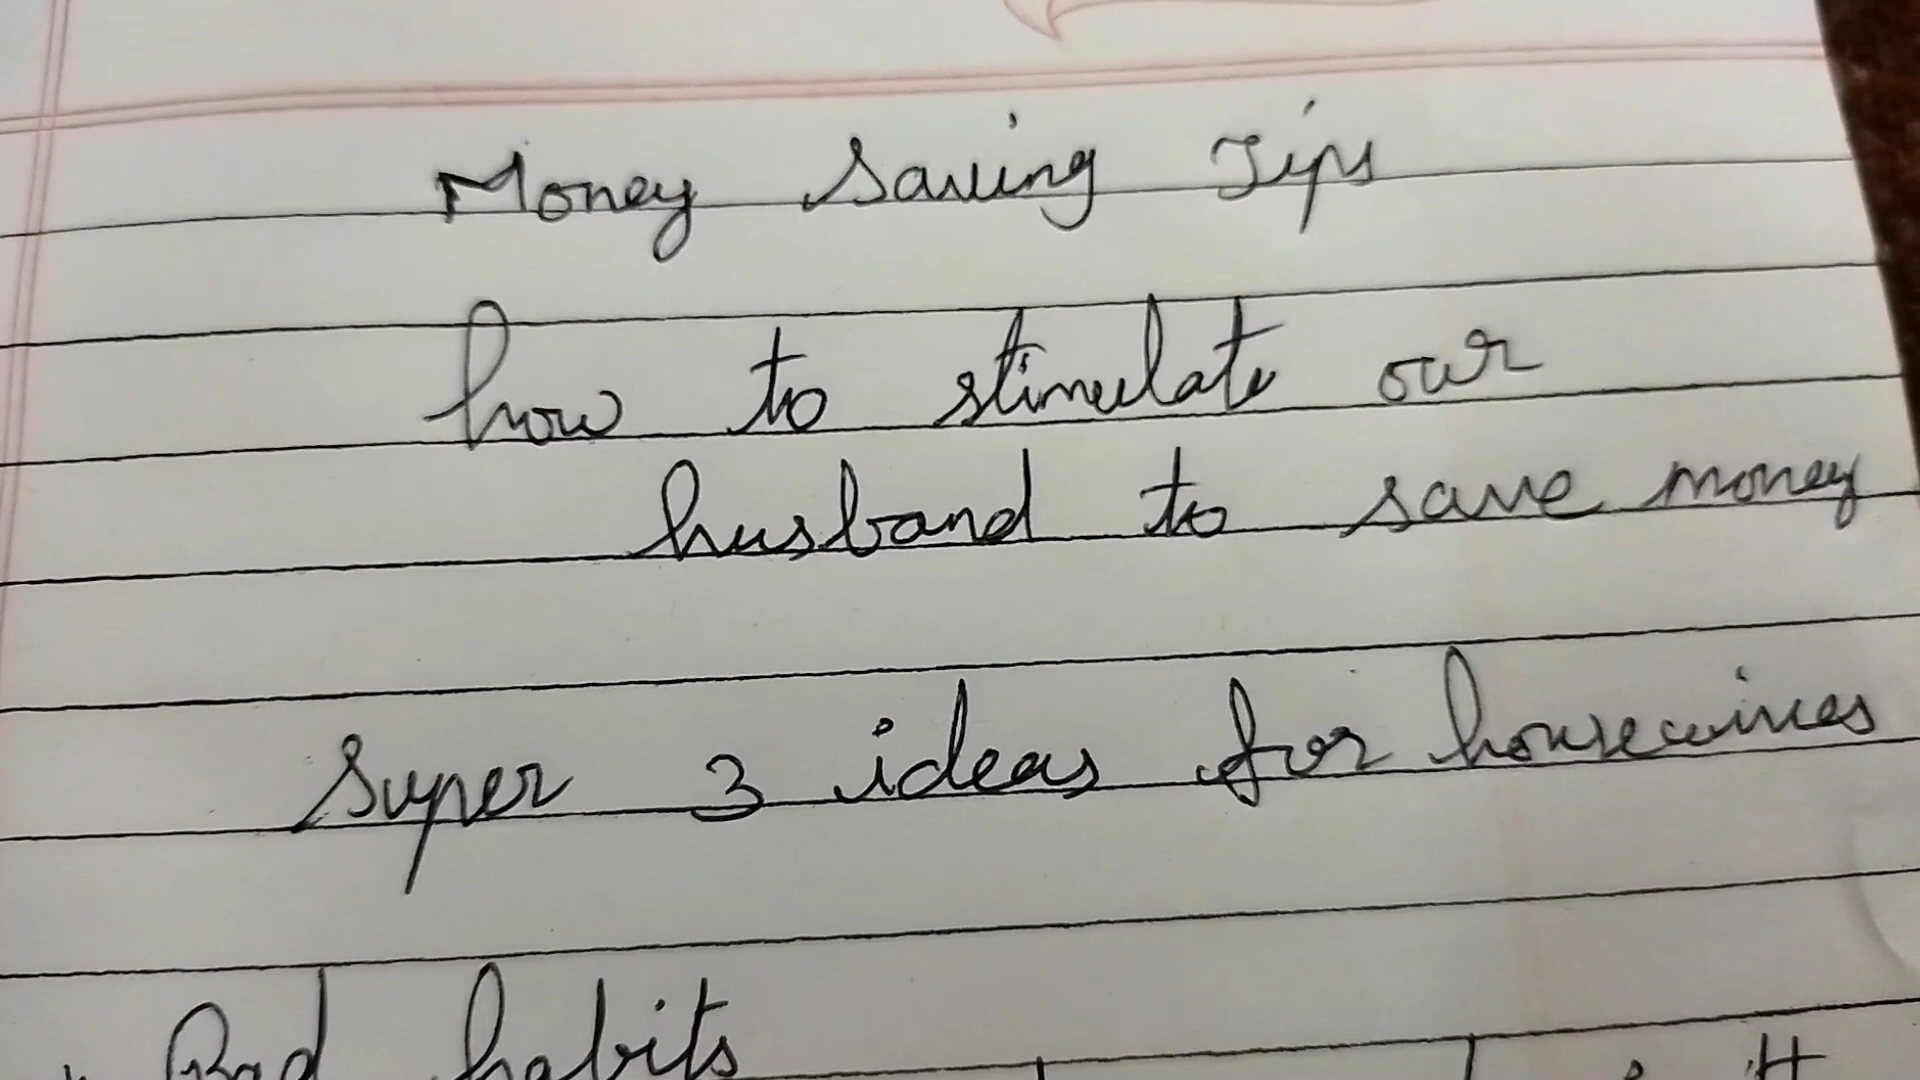 Money Saving Tips
how to stimulate our
husband to save money
Super 3 ideas for housewives
Bad habits